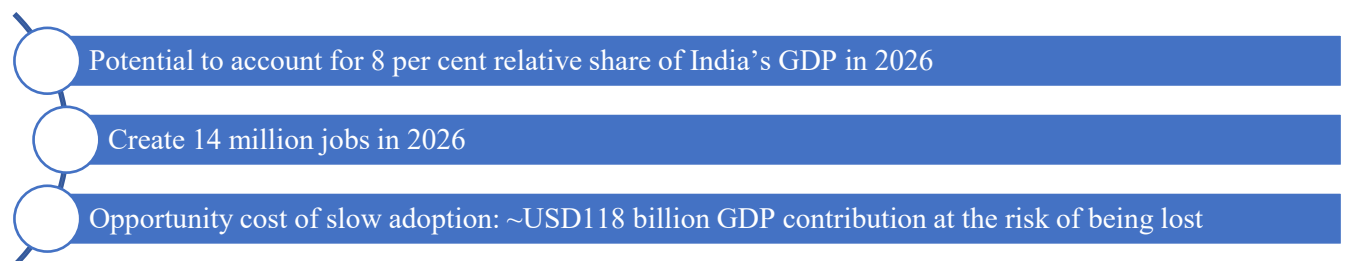 Potential to account for 8 per cent relative share of India’s GDP in 2026
Create 14 million jobs in 2026
Opportunity cost of slow adoption: ~USD118 billion GDP contribution at the risk of being lost